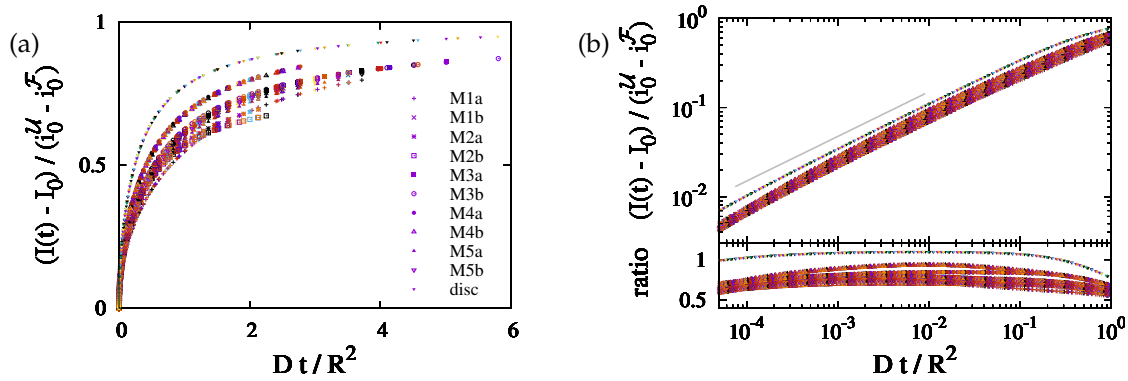 (a)
(I(t) - I₀) / (i₀ᵁ - i₀ℱ)
1
0.5
0
0
2
4
6
D t / R²
M1a
M1b
M2a
M2b
M3a
M3b
M4a
M4b
M5a
M5b
disc
(b)
(I(t) - I₀) / (i₀ᵁ - i₀ℱ)
10⁰
10⁻¹
10⁻²
ratio
1
0.5
10⁻⁴
10⁻³
10⁻²
10⁻¹
10⁰
D t / R²